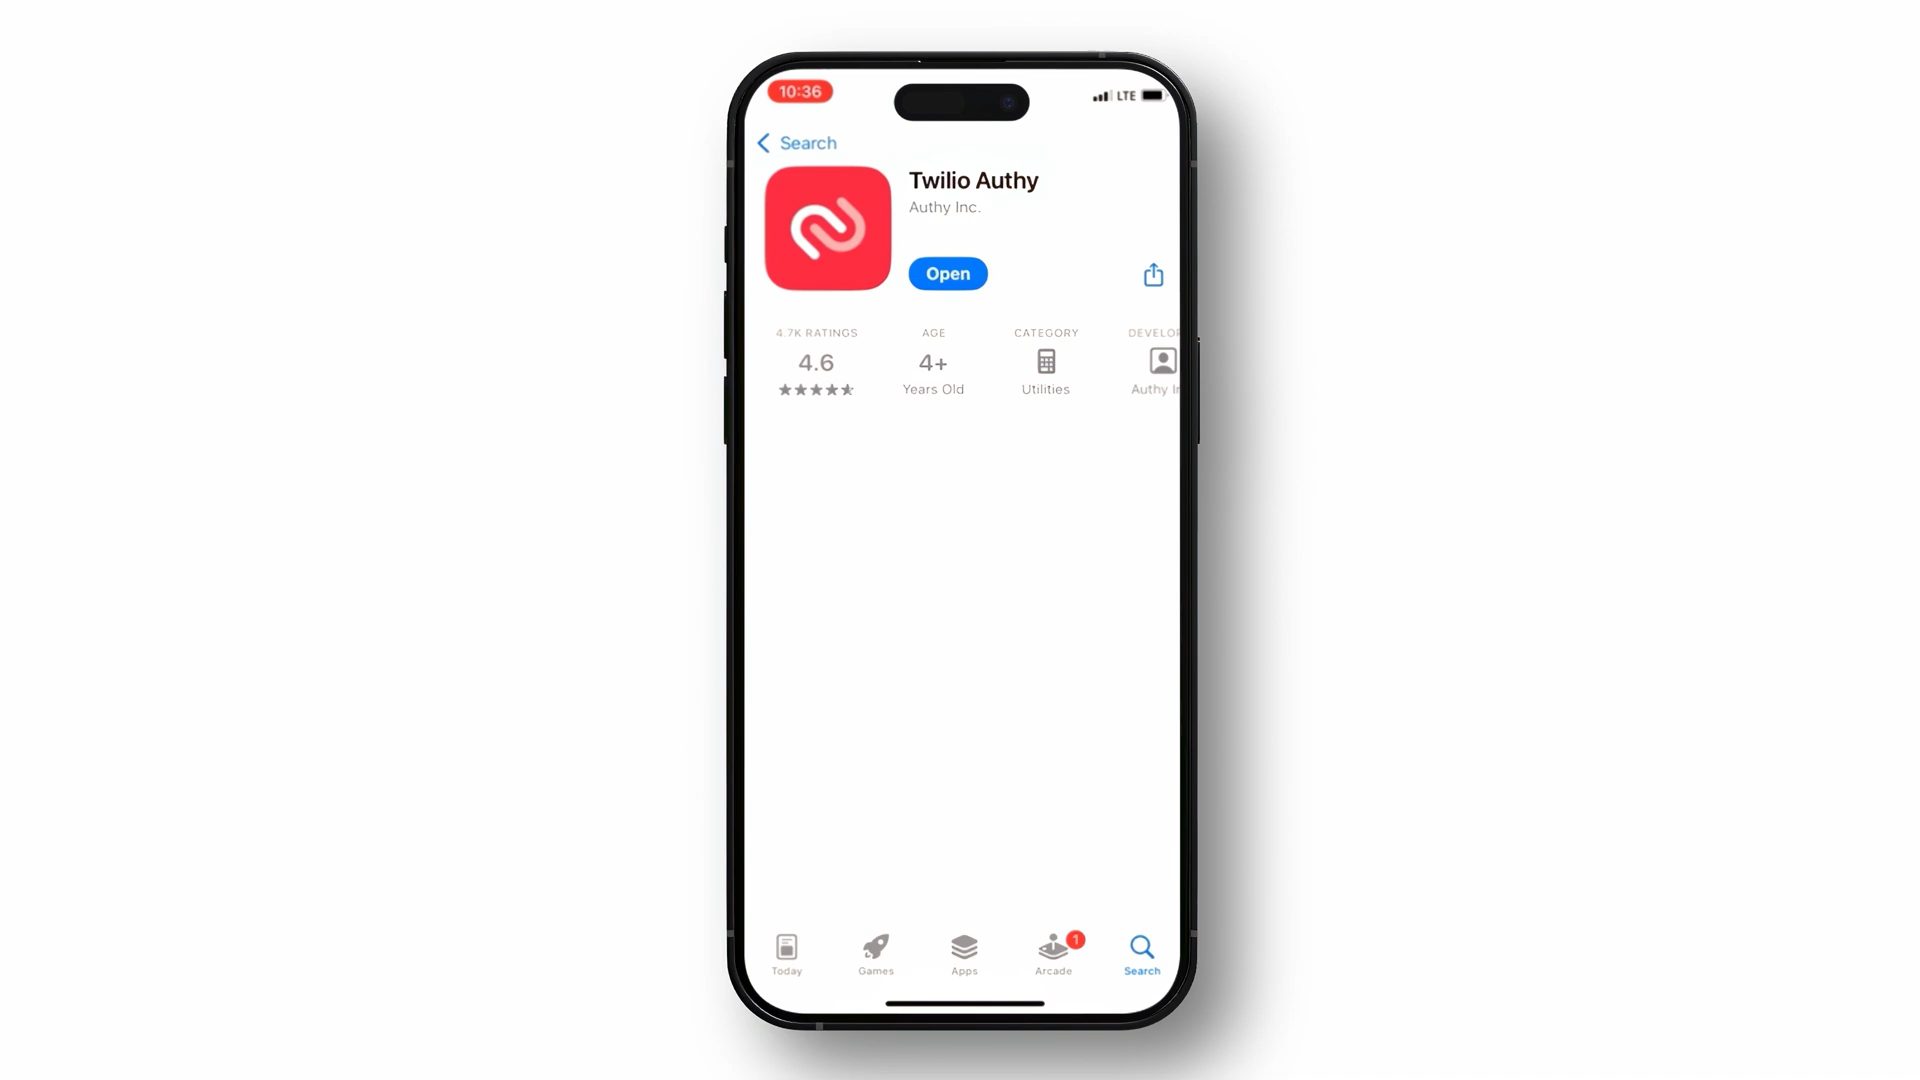 10:36
LTE
Search
Twilio Authy
Authy Inc.
Open
4.7K RATINGS
AGE
CATEGORY
4.6
4+
Years Old
Utilities
Authy
Today
Games
Apps
Arcade
1
Search